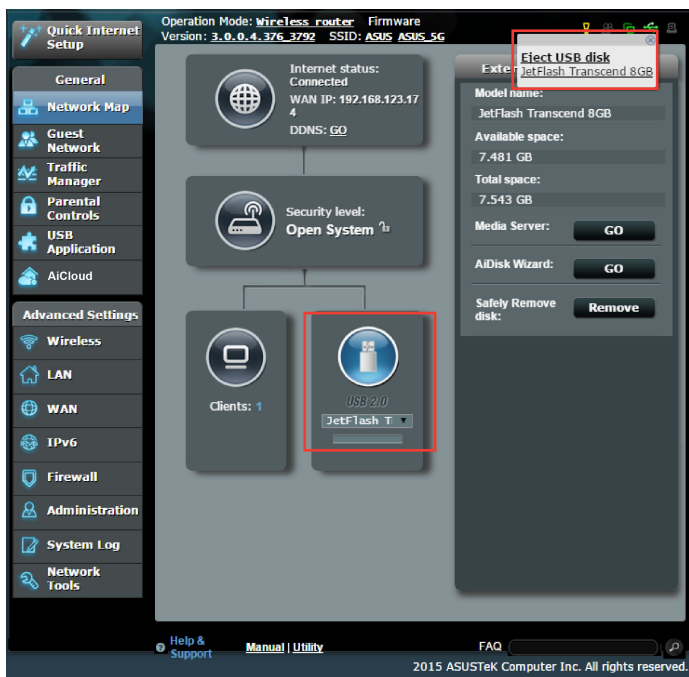 Quick Internet
Setup
Operation Mode: Wireless router Firmware
Version: 3.0.0.4.376_3792 SSID: ASUS ASUS_5G
Eject USB disk
JetFlash Transcend 8GB
General
Network Map
Guest
Network
Traffic
Manager
Parental
Controls
USB
Application
AiCloud
Advanced Settings
Wireless
LAN
WAN
IPv6
Firewall
Administration
System Log
Network
Tools
Internet status:
Connected
WAN IP: 192.168.123.17
4
DDNS: GO
Security level:
Open System
Clients: 1
USB 2.0
JetFlash T
Exte
Model name:
JetFlash Transcend 8GB
Available space:
7.481 GB
Total space:
7.543 GB
Media Server: GO
AiDisk Wizard: GO
Safely Remove
disk: Remove
Help &
Support
Manual | Utility
FAQ
2015 ASUSTeK Computer Inc. All rights reserved.